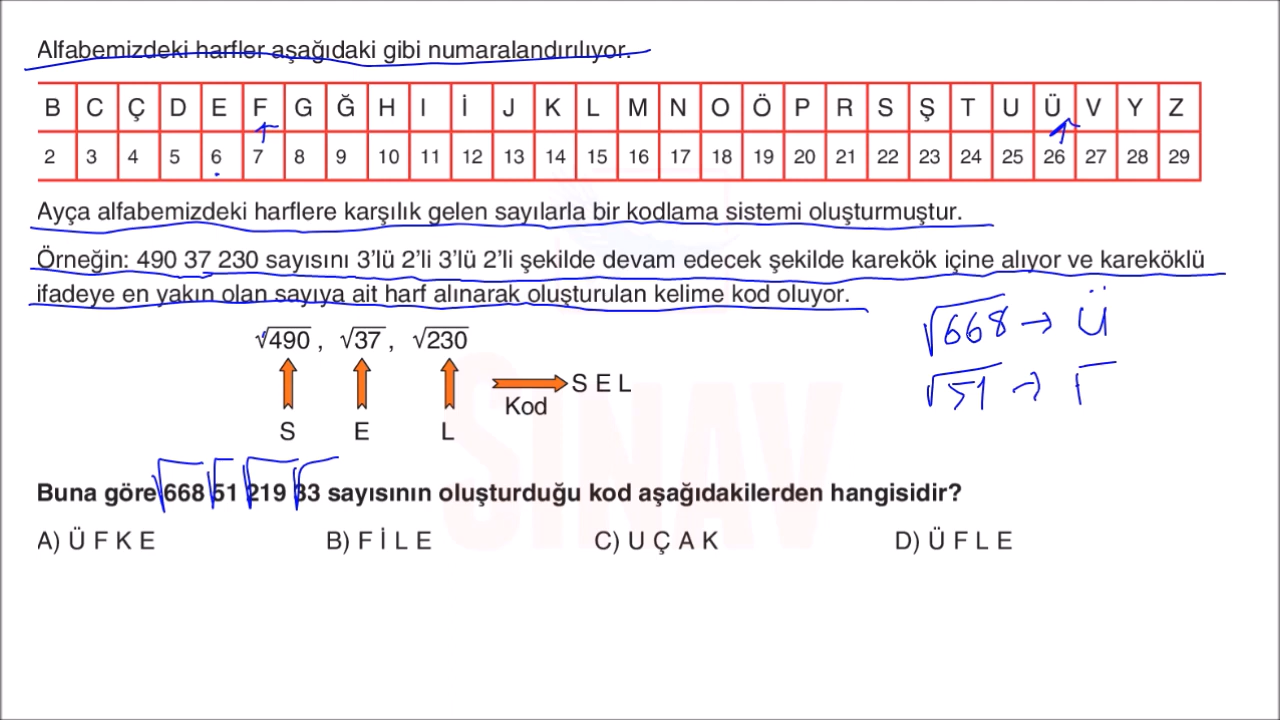 Alfabemizdeki harfler aşağıdaki gibi numaralandırılıyor.
B C Ç D E F G Ğ H I İ J K L M N O Ö P R S Ş T U Ü V Y Z
2 3 4 5 6 7 8 9 10 11 12 13 14 15 16 17 18 19 20 21 22 23 24 25 26 27 28 29
Ayça alfabemizdeki harflere karşılık gelen sayılarla bir kodlama sistemi oluşturmuştur.
Örneğin: 490 37 230 sayısını 3'lü 2'li 3'lü 2'li şekilde devam edecek şekilde karekök içine alıyor ve kareköklü
ifadeye en yakın olan sayıya ait harf alınarak oluşturulan kelime kod oluyor.
√668 → Ü
√490 , √37 , √230
√51 →
S E L
Kod
S E L
SINAV
Buna göre 668 51 219 33 sayısının oluşturduğu kod aşağıdakilerden hangisidir?
A) Ü F K E B) F İ L E C) U Ç A K D) Ü F L E